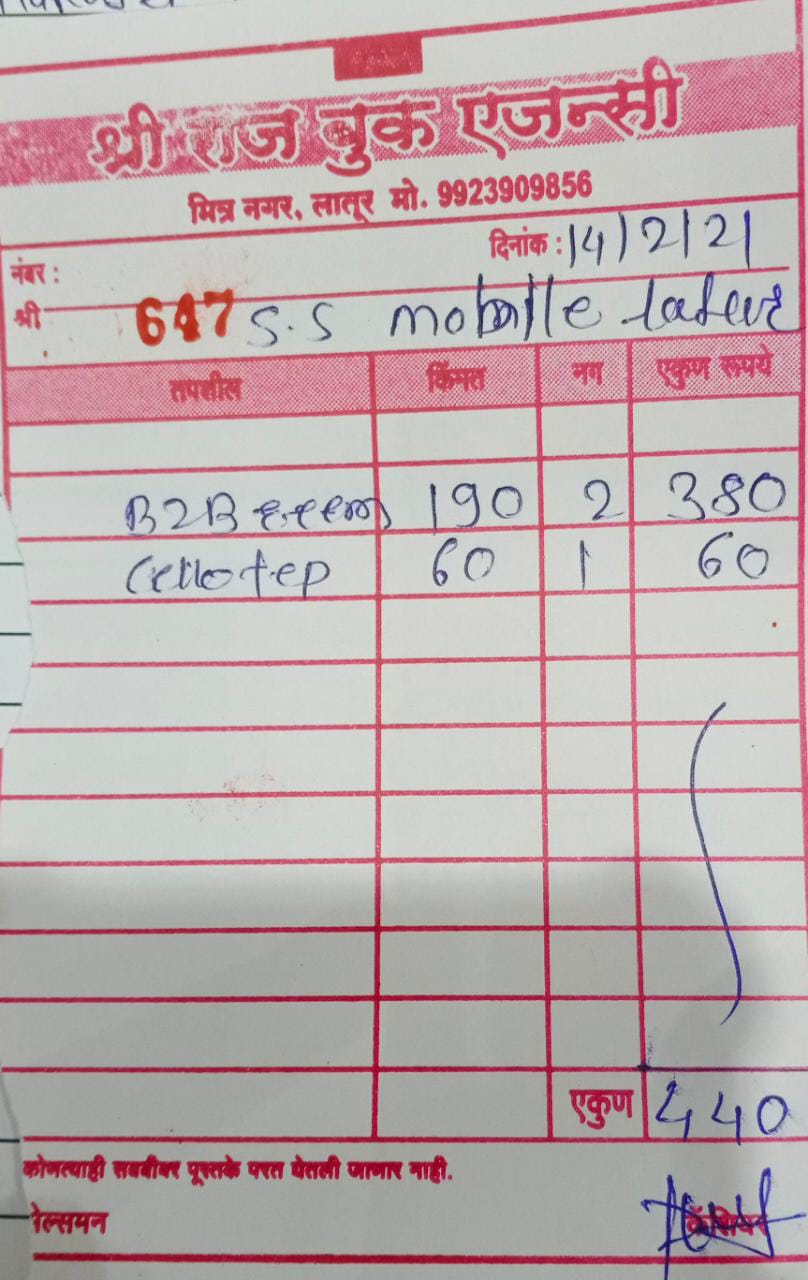 श्री राज बुक एजन्सी
मित्र नगर, लातूर मो. 9923909856
दिनांक : 14/2/21
नंबर :
श्री 647 S.S mobile latur
तपशील किंमत नग एकुण रूपये
B2B 190 2 380
Cellotep 60 1 60
एकुण 440
कोणत्याही सबबीवर पूस्तके परत घेतली जाणार नाही.
सेल्समन कॅशियर